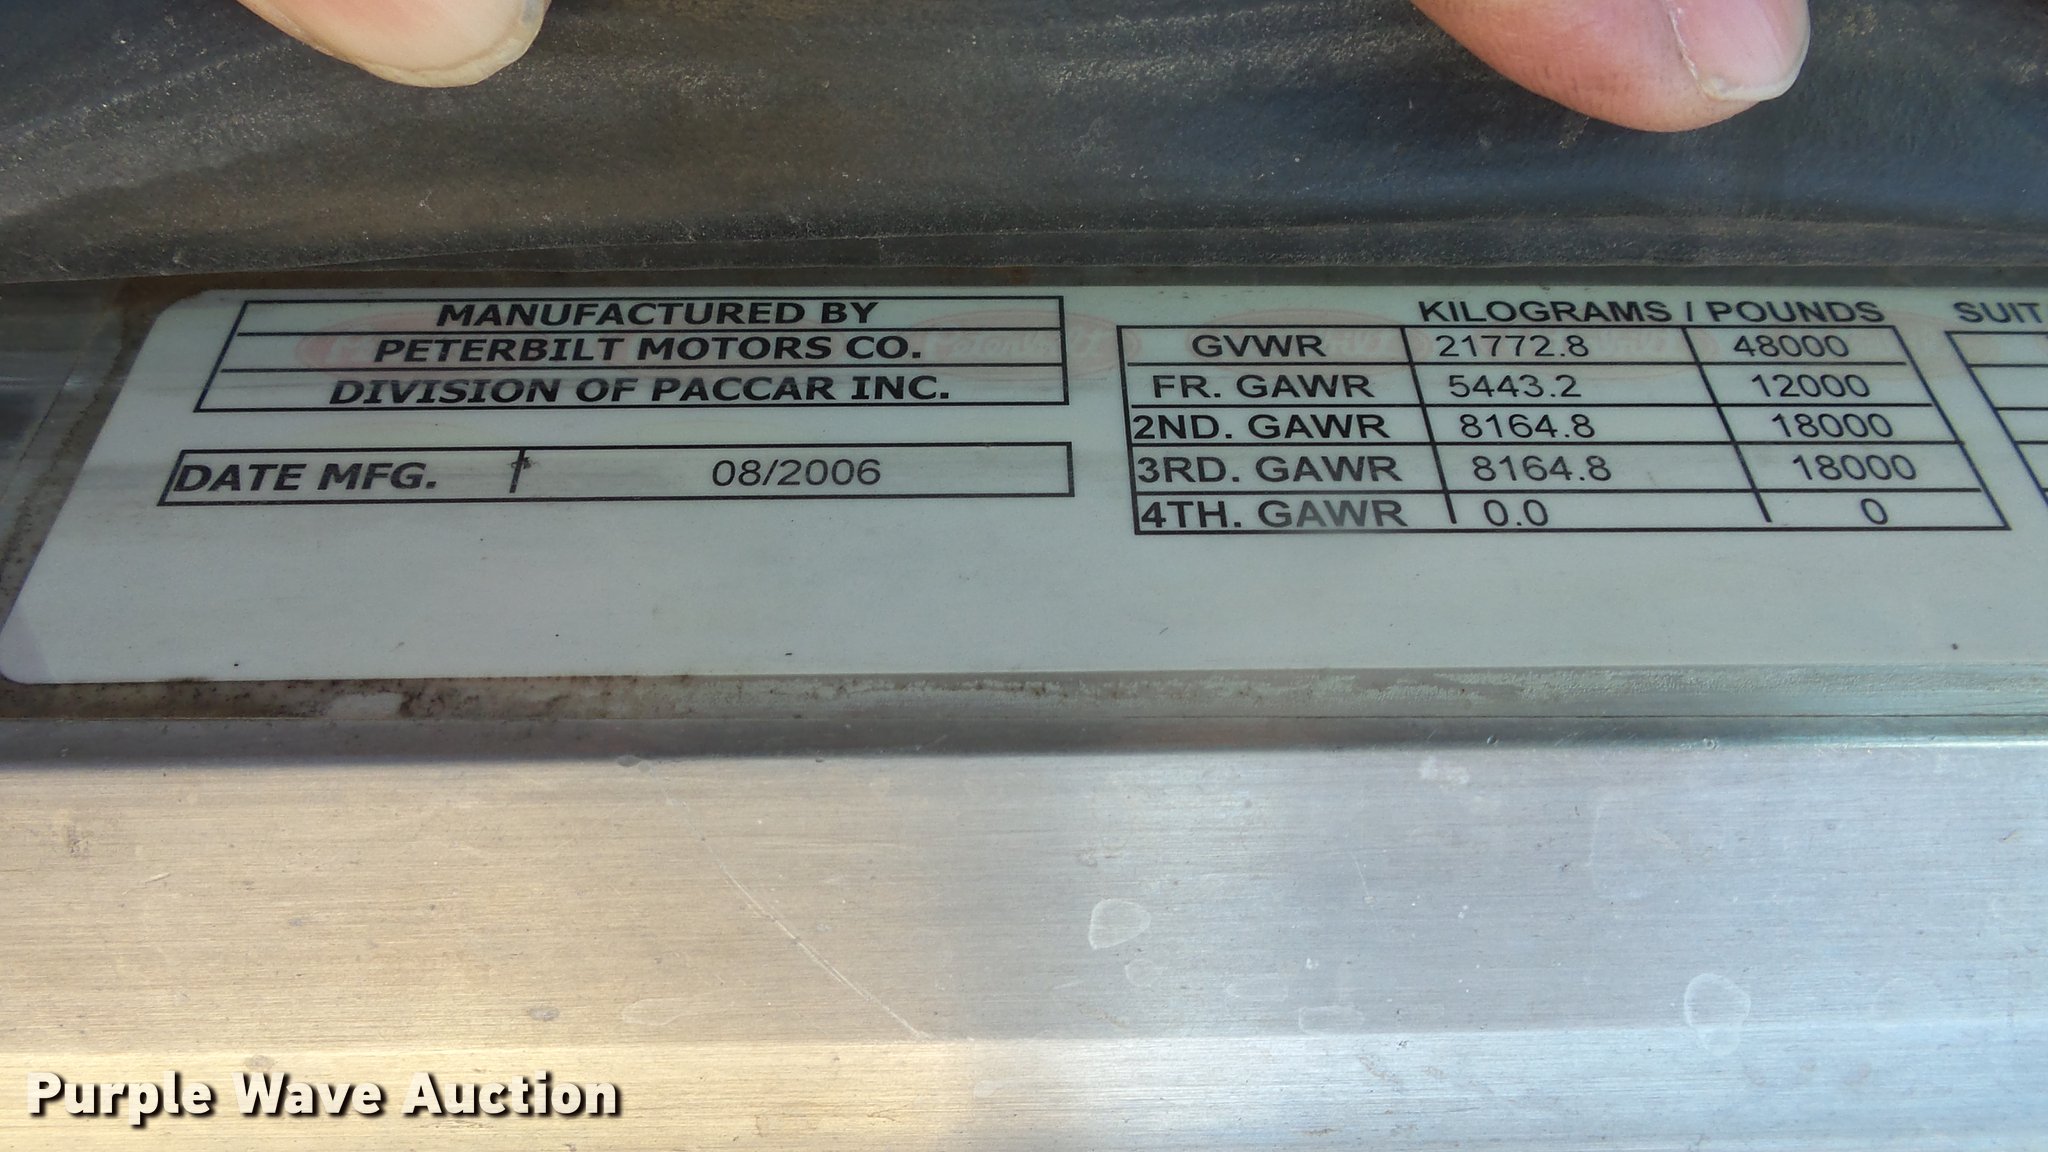 MANUFACTURED BY
PETERBILT MOTORS CO.
DIVISION OF PACCAR INC.
DATE MFG. 08/2006
KILOGRAMS / POUNDS
GVWR 21772.8 48000
FR. GAWR 5443.2 12000
2ND. GAWR 8164.8 18000
3RD. GAWR 8164.8 18000
4TH. GAWR 0.0 0
SUIT
Purple Wave Auction